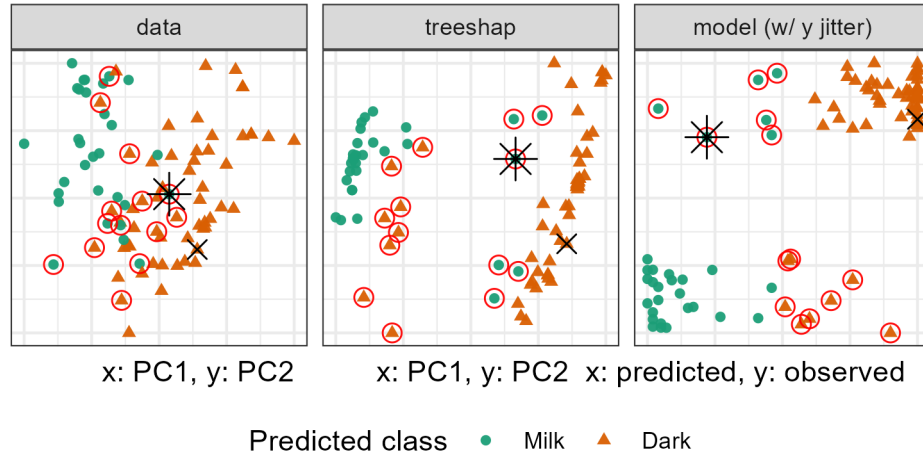 data
treeshap
model (w/ y jitter)
x: PC1, y: PC2
x: PC1, y: PC2
x: predicted, y: observed
Predicted class
Milk
Dark